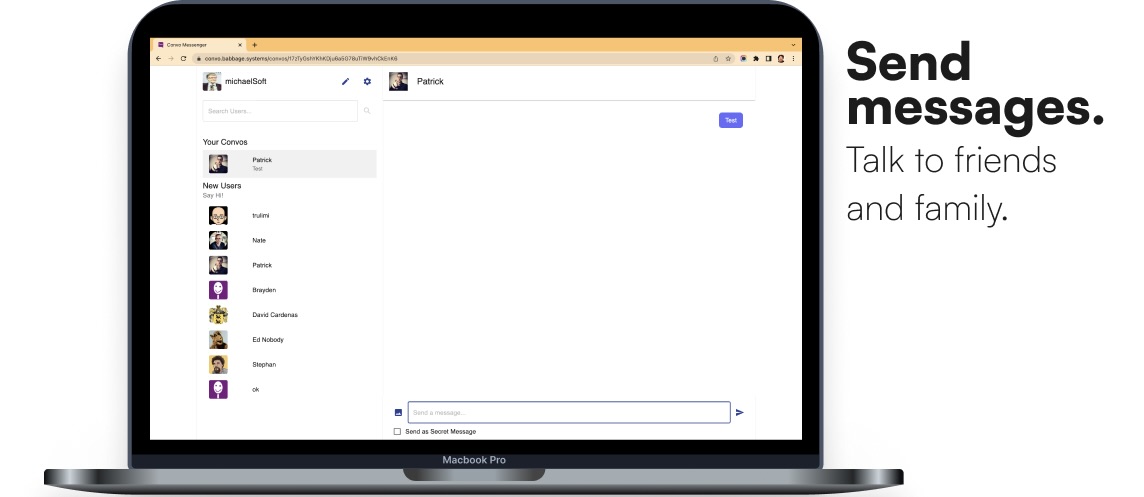 Convo Messenger
convo.babbage.systems/convos/
michaelSoft
Patrick
Search Users...
Test
Your Convos
Patrick
Test
New Users
Say Hi!
trulimi
Nate
Patrick
Brayden
David Cardenas
Ed Nobody
Stephan
ok
Send a message...
Send as Secret Message
Macbook Pro
Send
messages.
Talk to friends
and family.